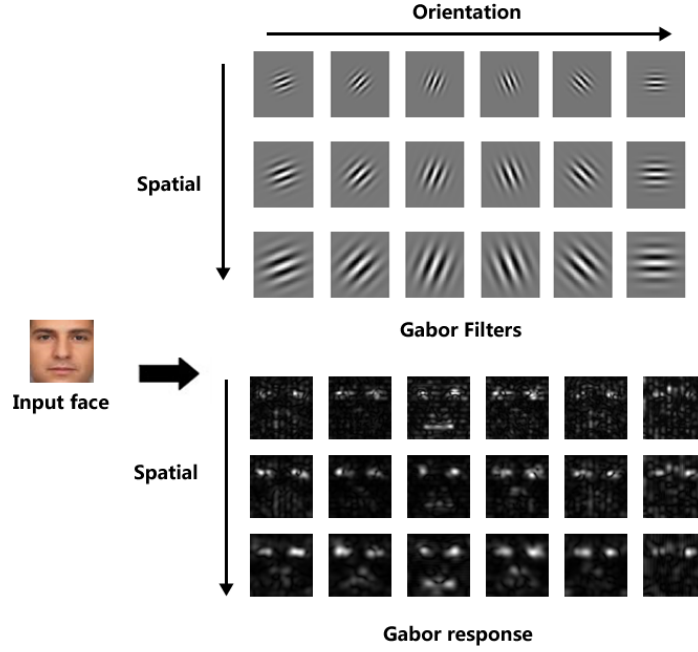 Orientation
Spatial
Gabor Filters
Input face
Spatial
Gabor response